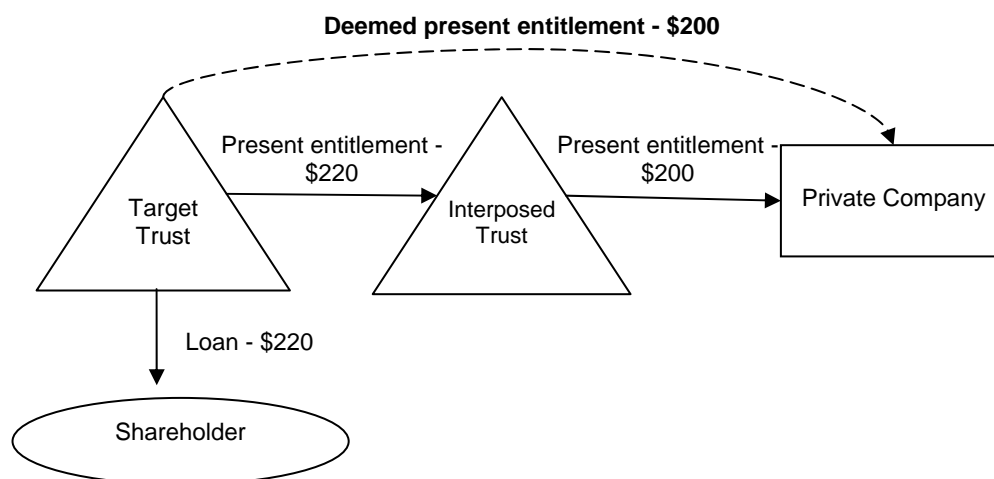 Deemed present entitlement - $200
Present entitlement -
$220
Present entitlement -
$200
Target
Trust
Interposed
Trust
Private Company
Loan - $220
Shareholder